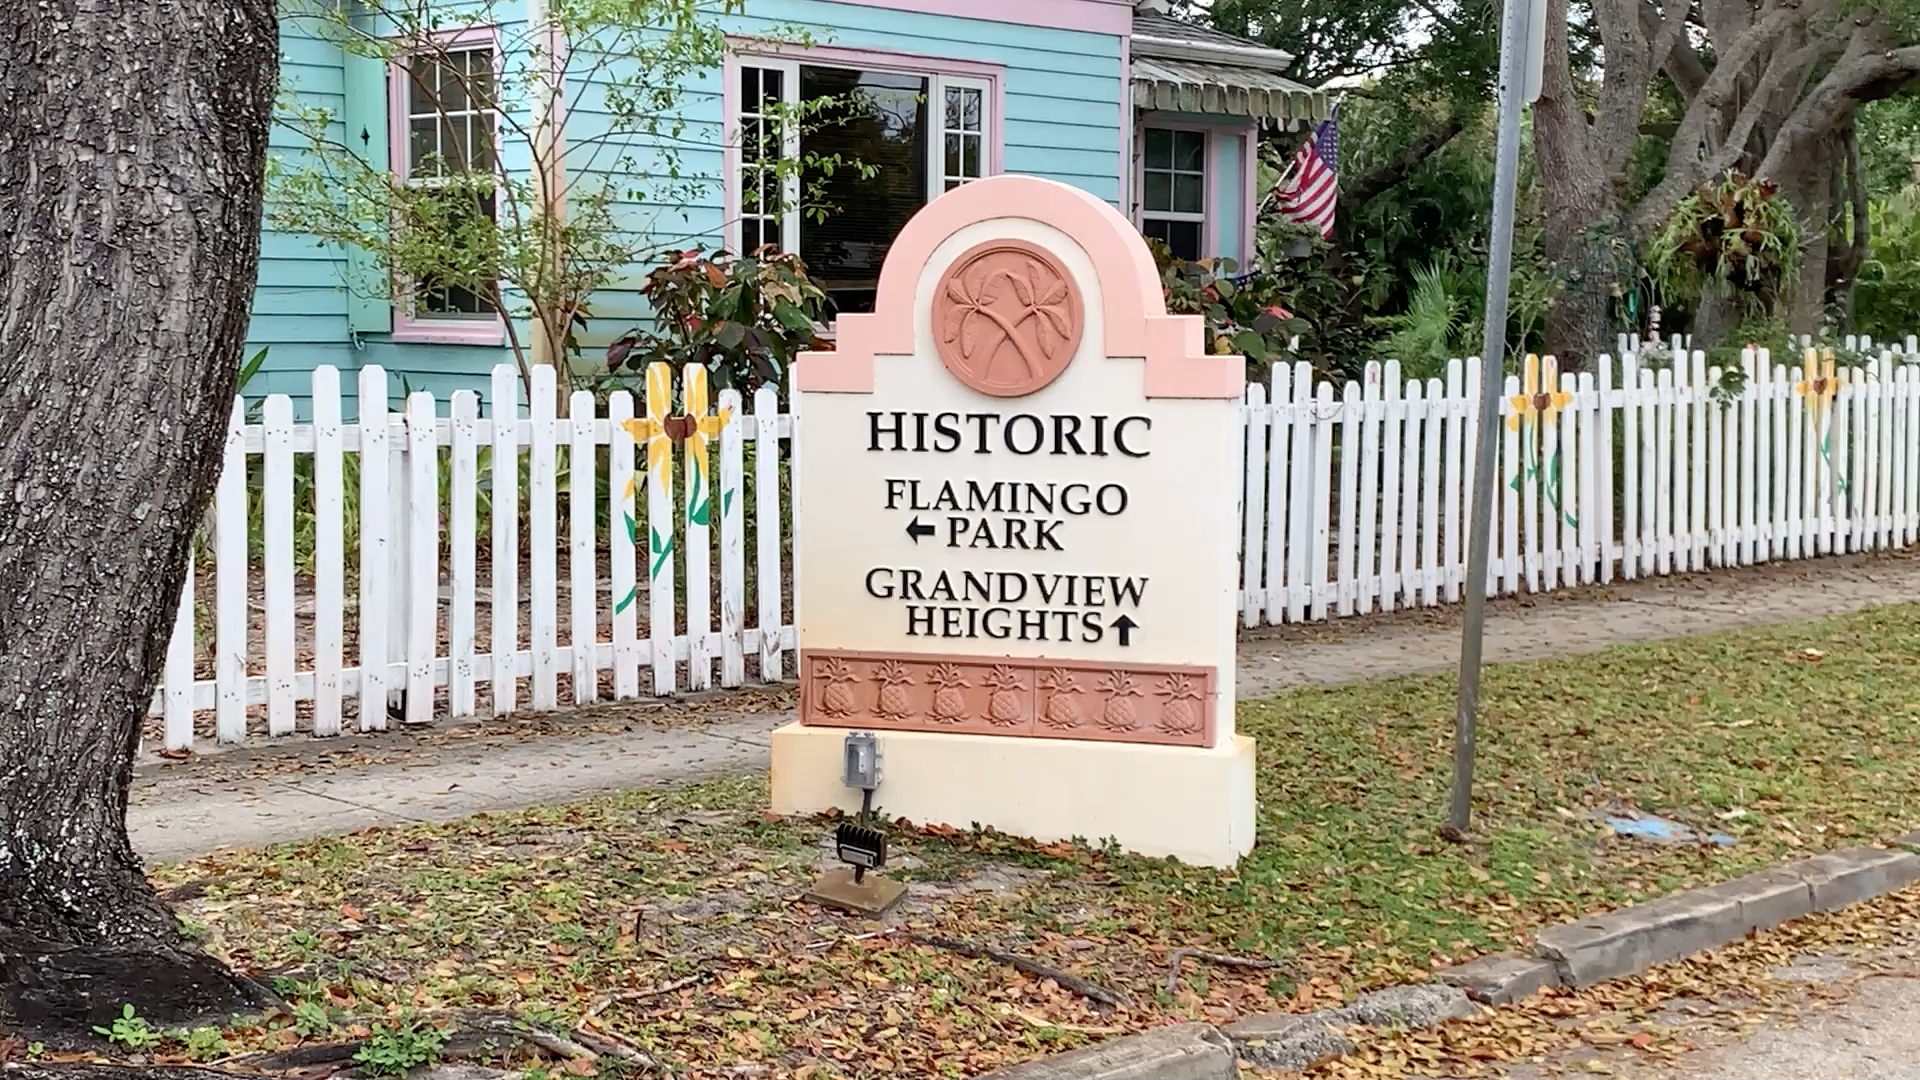 HISTORIC
FLAMINGO
← PARK
GRANDVIEW
HEIGHTS ↑